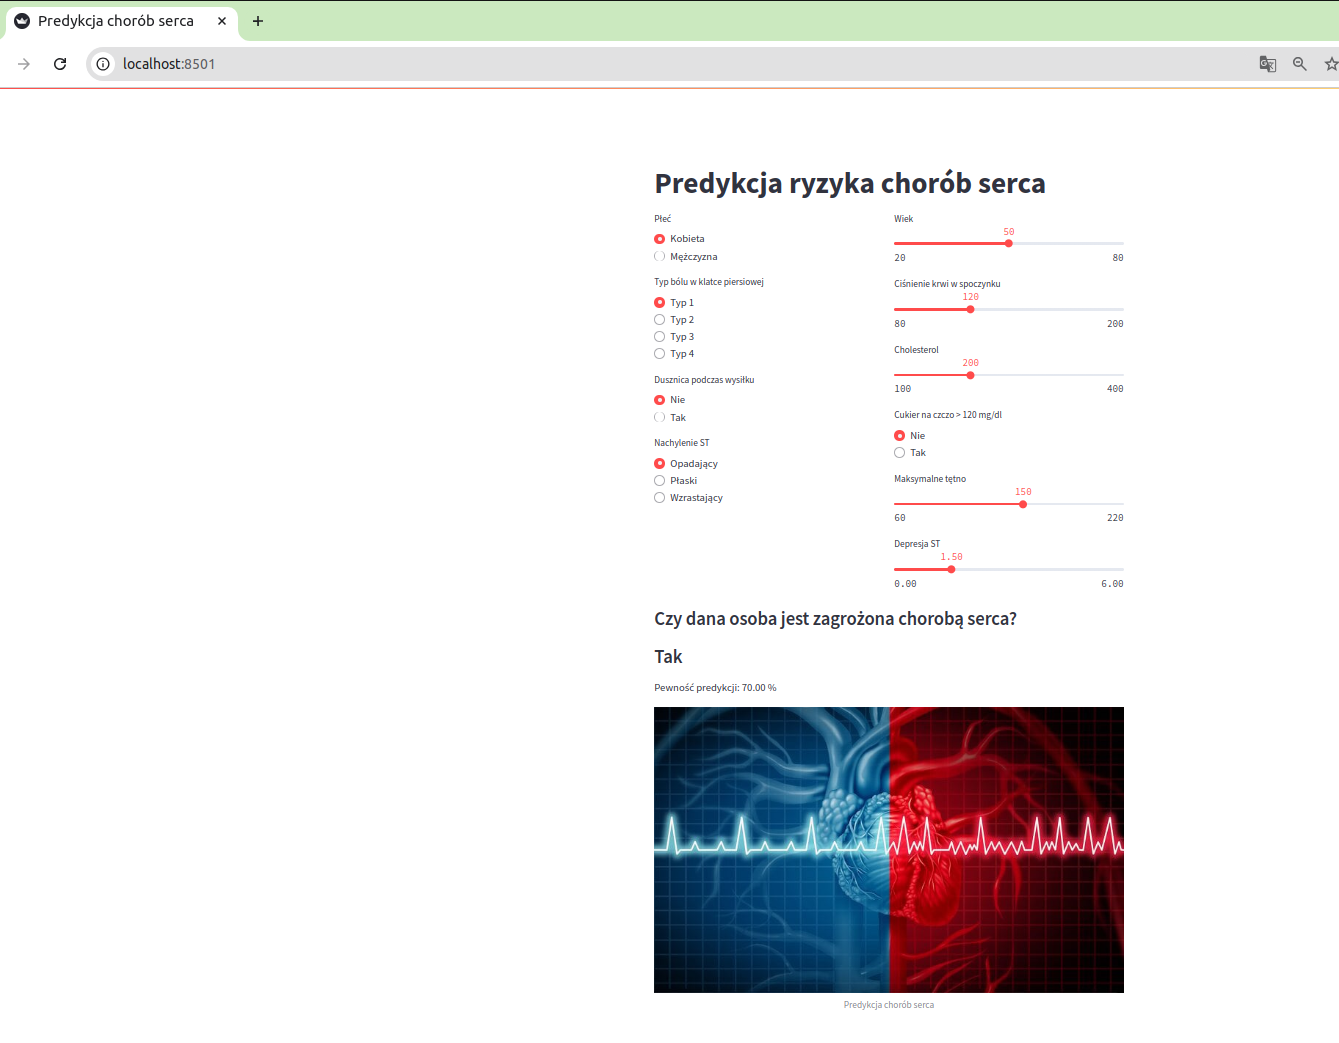 Predykcja chorób serca
localhost:8501
Predykcja ryzyka chorób serca
Płeć
Kobieta
Mężczyzna
Typ bólu w klatce piersiowej
Typ 1
Typ 2
Typ 3
Typ 4
Dusznica podczas wysiłku
Nie
Tak
Nachylenie ST
Opadający
Płaski
Wzrastający
Wiek
50
20 80
Ciśnienie krwi w spoczynku
120
80 200
Cholesterol
200
100 400
Cukier na czczo > 120 mg/dl
Nie
Tak
Maksymalne tętno
150
60 220
Depresja ST
1.50
0.00 6.00
Czy dana osoba jest zagrożona chorobą serca?
Tak
Pewność predykcji: 70.00 %
Predykcja chorób serca